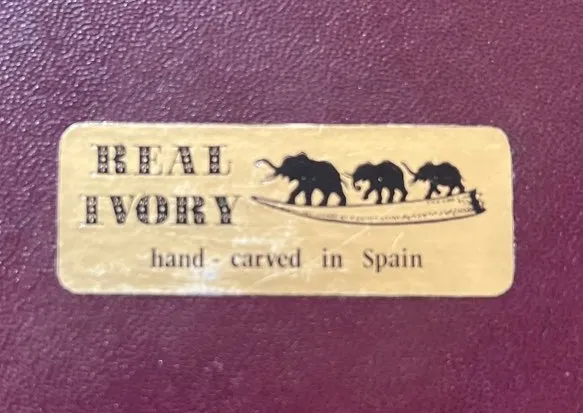 REAL
IVORY
hand - carved in Spain